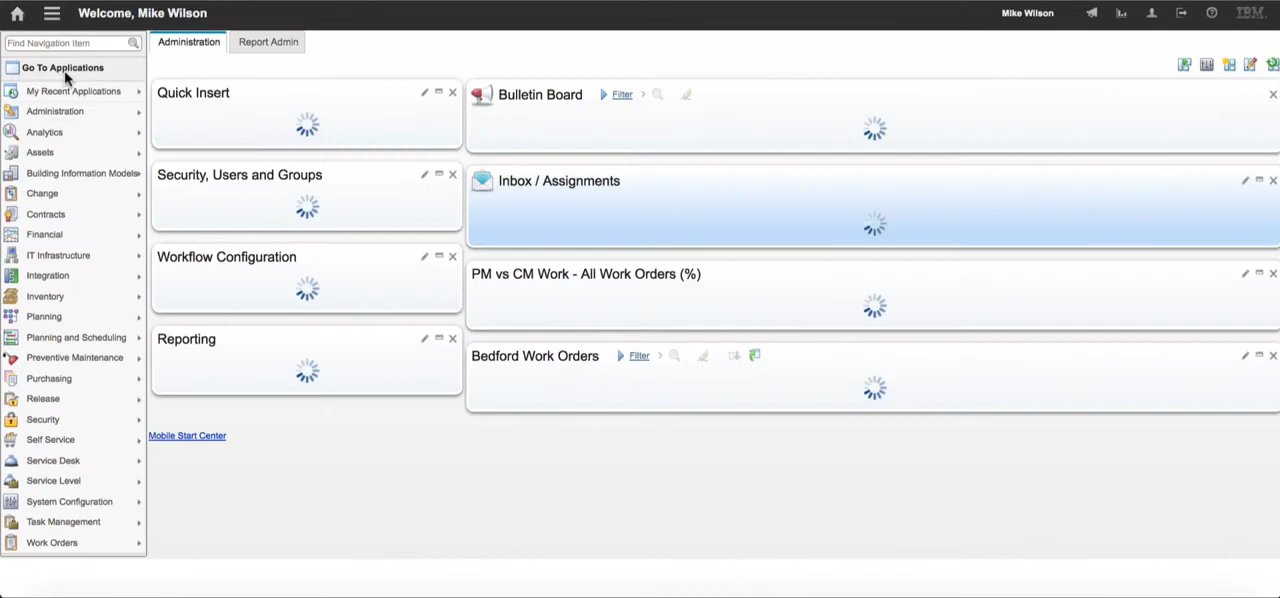 Welcome, Mike Wilson
Mike Wilson
IBM.
Find Navigation Item
Go To Applications
My Recent Applications
Administration
Analytics
Assets
Building Information Models
Change
Contracts
Financial
IT Infrastructure
Integration
Inventory
Planning
Planning and Scheduling
Preventive Maintenance
Purchasing
Release
Security
Self Service
Service Desk
Service Level
System Configuration
Task Management
Work Orders
Administration
Report Admin
Quick Insert
Security, Users and Groups
Workflow Configuration
Reporting
Mobile Start Center
Bulletin Board
Filter
Inbox / Assignments
PM vs CM Work - All Work Orders (%)
Bedford Work Orders
Filter